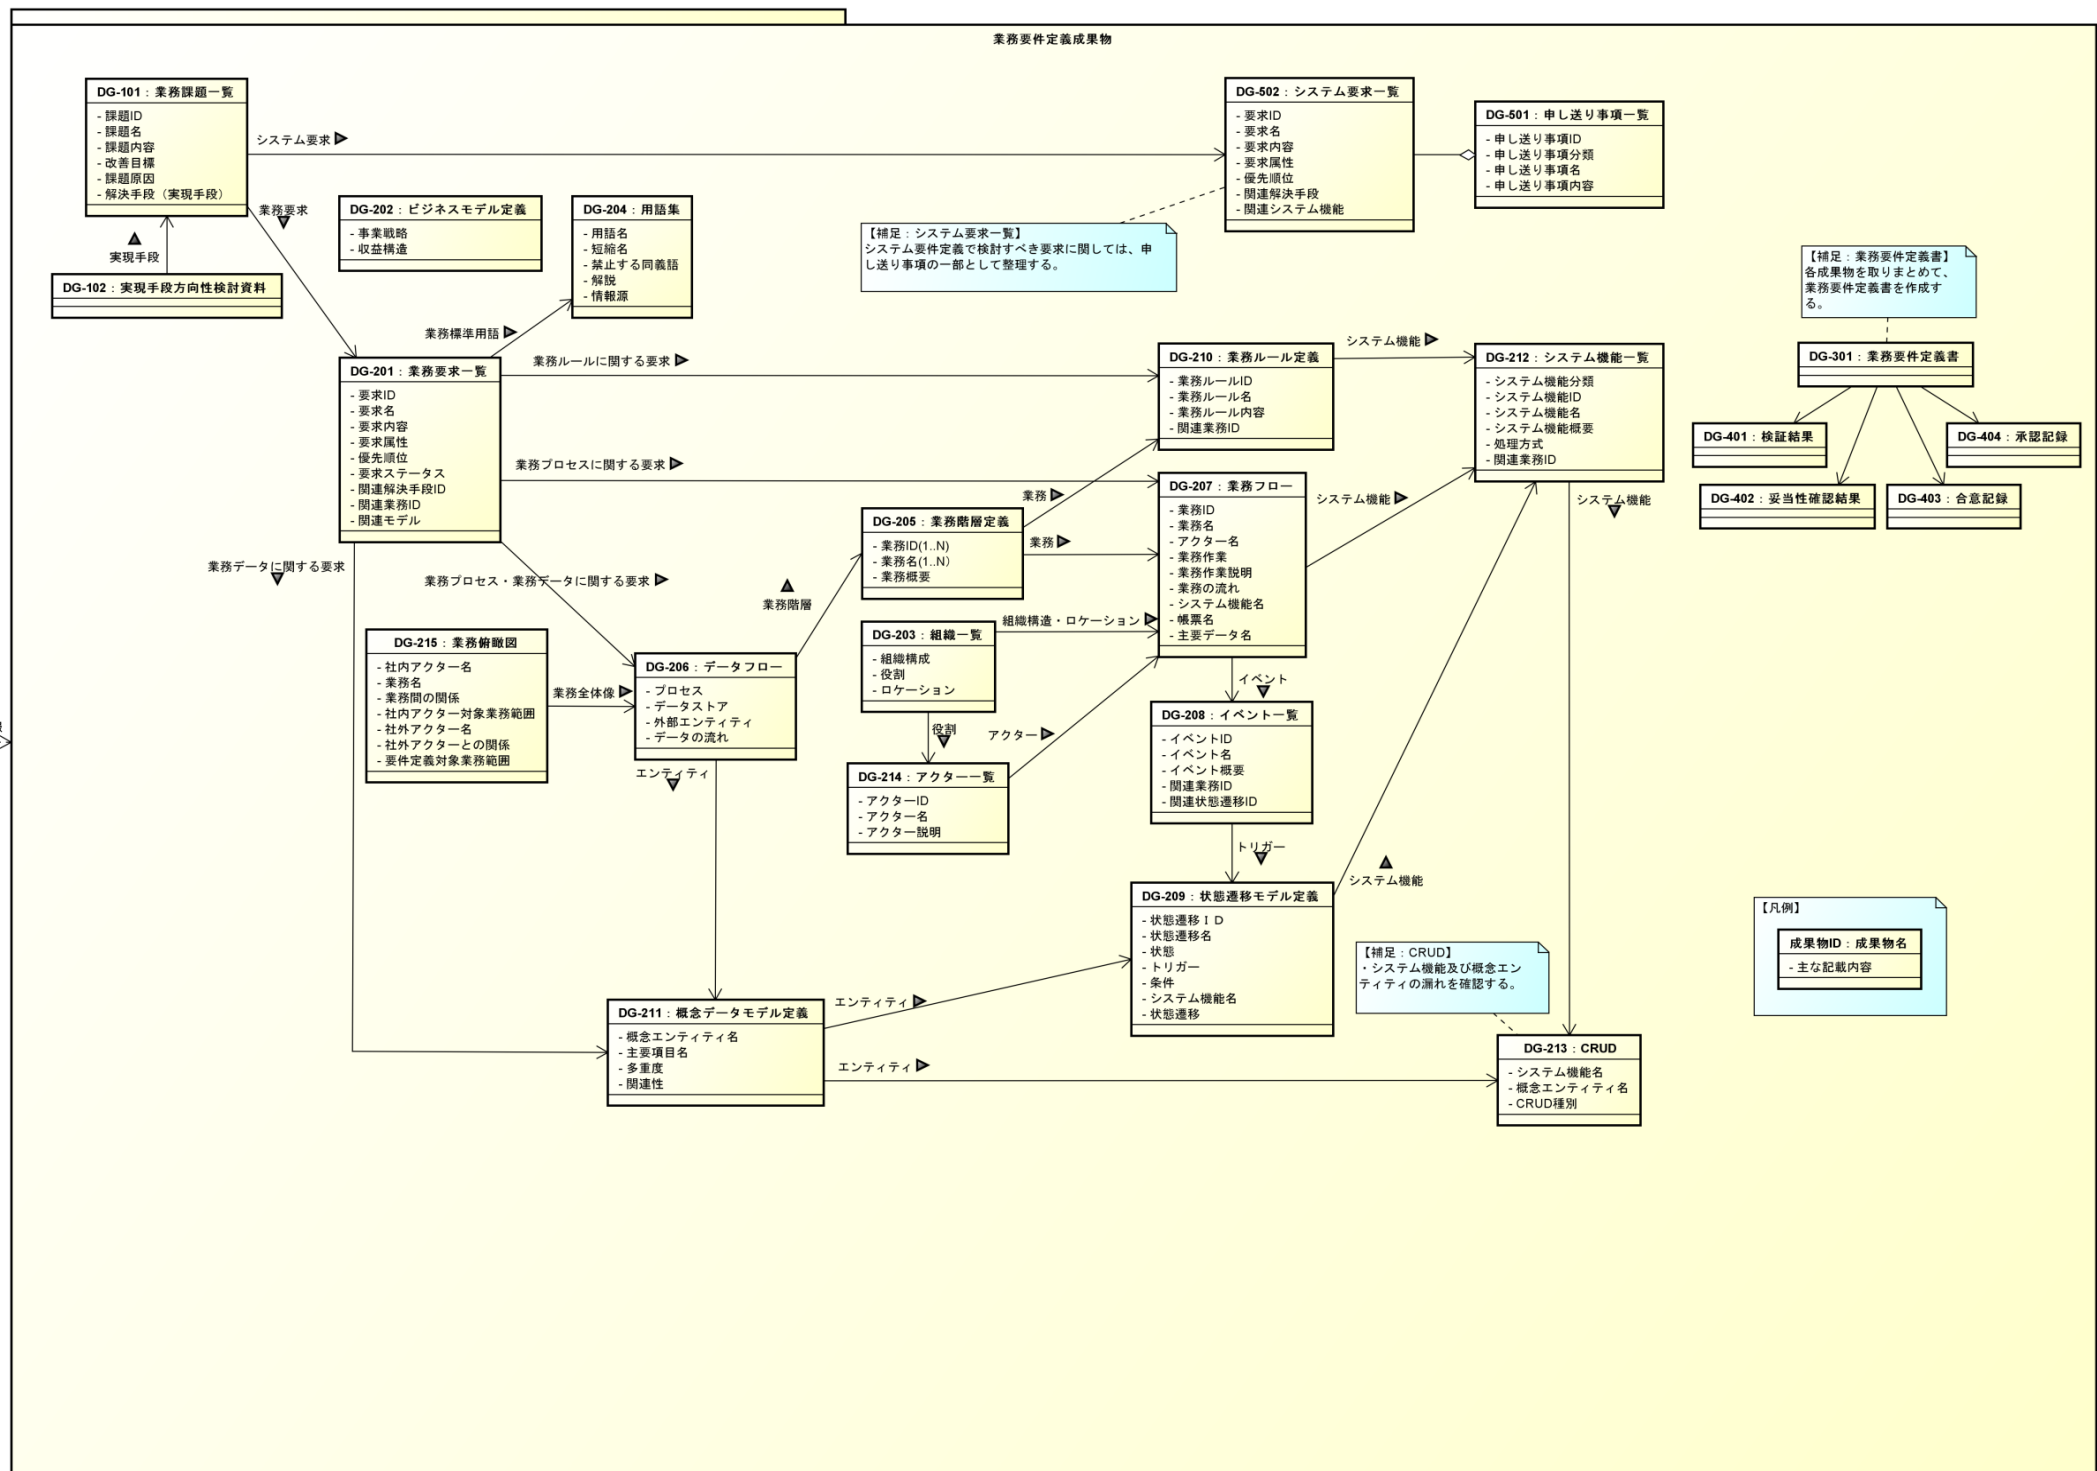 業務要件定義成果物
DG-101：業務課題一覧
- 課題ID
- 課題名
- 課題内容
- 改善目標
- 課題原因
- 解決手段（実現手段）
システム要求
DG-502：システム要求一覧
- 要求ID
- 要求名
- 要求内容
- 要求属性
- 優先順位
- 関連解決手段
- 関連システム機能
DG-501：申し送り事項一覧
- 申し送り事項ID
- 申し送り事項分類
- 申し送り事項名
- 申し送り事項内容
業務要求
実現手段
DG-102：実現手段方向性検討資料
DG-202：ビジネスモデル定義
- 事業戦略
- 収益構造
DG-204：用語集
- 用語名
- 短縮名
- 禁止する同義語
- 解説
- 情報源
【補足：システム要求一覧】
システム要件定義で検討すべき要求に関しては、申
し送り事項の一部として整理する。
【補足：業務要件定義書】
各成果物を取りまとめて、
業務要件定義書を作成す
る。
業務標準用語
DG-201：業務要求一覧
- 要求ID
- 要求名
- 要求内容
- 要求属性
- 優先順位
- 要求ステータス
- 関連解決手段ID
- 関連業務ID
- 関連モデル
業務ルールに関する要求
DG-210：業務ルール定義
- 業務ルールID
- 業務ルール名
- 業務ルール内容
- 関連業務ID
システム機能
DG-212：システム機能一覧
- システム機能分類
- システム機能ID
- システム機能名
- システム機能概要
- 処理方式
- 関連業務ID
DG-301：業務要件定義書
DG-401：検証結果
DG-404：承認記録
DG-402：妥当性確認結果
DG-403：合意記録
業務プロセスに関する要求
業務
DG-207：業務フロー
- 業務ID
- 業務名
- アクター名
- 業務作業
- 業務作業説明
- 業務の流れ
- システム機能名
- 帳票名
- 主要データ名
システム機能
システム機能
DG-205：業務階層定義
- 業務ID(1..N)
- 業務名(1..N)
- 業務概要
業務
業務データに関する要求
業務プロセス・業務データに関する要求
業務階層
DG-215：業務俯瞰図
- 社内アクター名
- 業務名
- 業務間の関係
- 社内アクター対象業務範囲
- 社外アクター名
- 社外アクターとの関係
- 要件定義対象業務範囲
業務全体像
DG-206：データフロー
- プロセス
- データストア
- 外部エンティティ
- データの流れ
DG-203：組織一覧
- 組織構成
- 役割
- ロケーション
組織構造・ロケーション
役割
アクター
DG-214：アクター一覧
- アクターID
- アクター名
- アクター説明
イベント
DG-208：イベント一覧
- イベントID
- イベント名
- イベント概要
- 関連業務ID
- 関連状態遷移ID
エンティティ
トリガー
システム機能
DG-209：状態遷移モデル定義
- 状態遷移ＩＤ
- 状態遷移名
- 状態
- トリガー
- 条件
- システム機能名
- 状態遷移
【補足：CRUD】
・システム機能及び概念エン
ティティの漏れを確認する。
【凡例】
成果物ID：成果物名
- 主な記載内容
DG-211：概念データモデル定義
- 概念エンティティ名
- 主要項目名
- 多重度
- 関連性
エンティティ
エンティティ
DG-213：CRUD
- システム機能名
- 概念エンティティ名
- CRUD種別